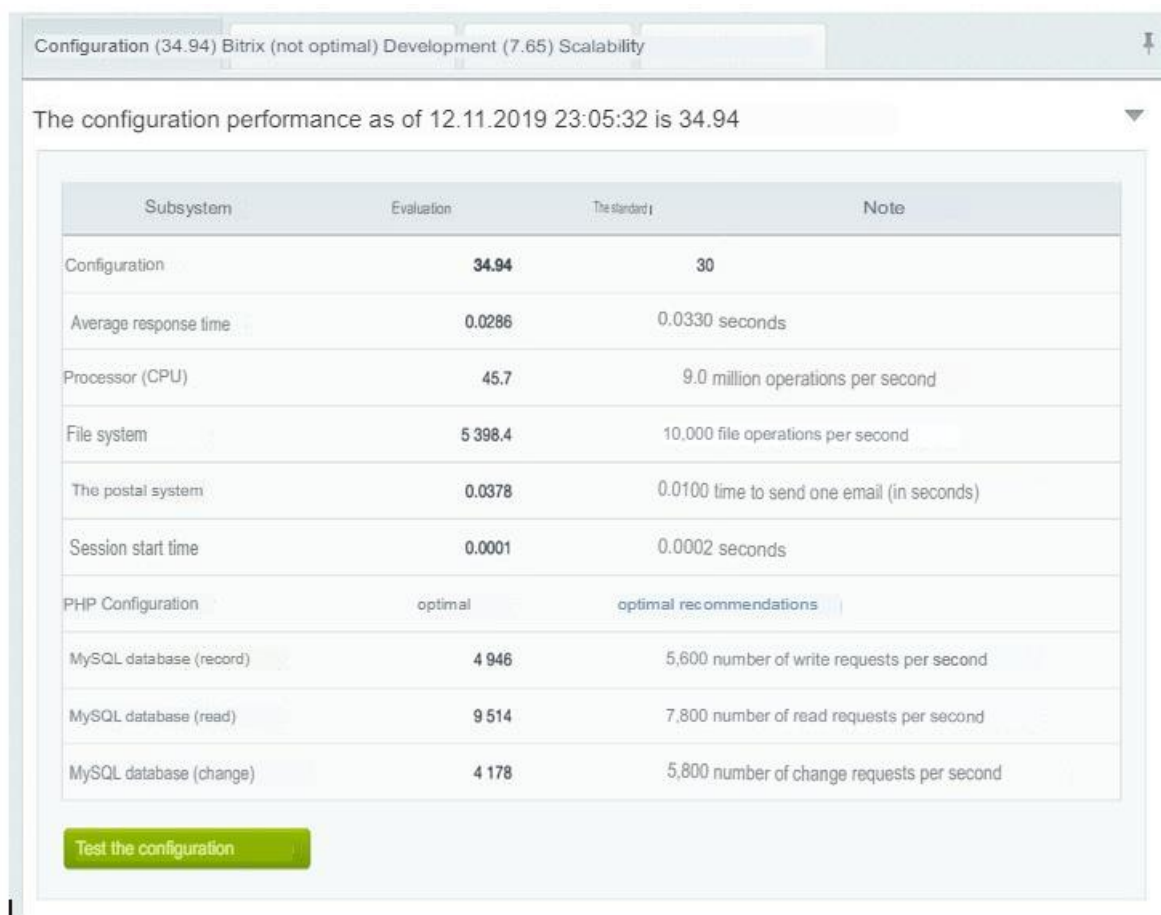 Configuration (34.94) Bitrix (not optimal) Development (7.65) Scalability
The configuration performance as of 12.11.2019 23:05:32 is 34.94
Subsystem Evaluation The standard Note
Configuration 34.94 30
Average response time 0.0286 0.0330 seconds
Processor (CPU) 45.7 9.0 million operations per second
File system 5 398.4 10,000 file operations per second
The postal system 0.0378 0.0100 time to send one email (in seconds)
Session start time 0.0001 0.0002 seconds
PHP Configuration optimal optimal recommendations
MySQL database (record) 4 946 5,600 number of write requests per second
MySQL database (read) 9 514 7,800 number of read requests per second
MySQL database (change) 4 178 5,800 number of change requests per second
Test the configuration